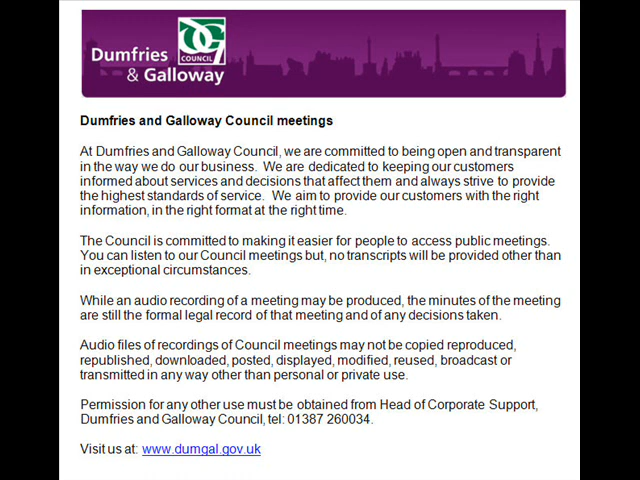 Dumfries
& Galloway
DG
COUNCIL
Dumfries and Galloway Council meetings
At Dumfries and Galloway Council, we are committed to being open and transparent
in the way we do our business. We are dedicated to keeping our customers
informed about services and decisions that affect them and always strive to provide
the highest standards of service. We aim to provide our customers with the right
information, in the right format at the right time.
The Council is committed to making it easier for people to access public meetings.
You can listen to our Council meetings but, no transcripts will be provided other than
in exceptional circumstances.
While an audio recording of a meeting may be produced, the minutes of the meeting
are still the formal legal record of that meeting and of any decisions taken.
Audio files of recordings of Council meetings may not be copied reproduced,
republished, downloaded, posted, displayed, modified, reused, broadcast or
transmitted in any way other than personal or private use.
Permission for any other use must be obtained from Head of Corporate Support,
Dumfries and Galloway Council, tel: 01387 260034.
Visit us at: www.dumgal.gov.uk